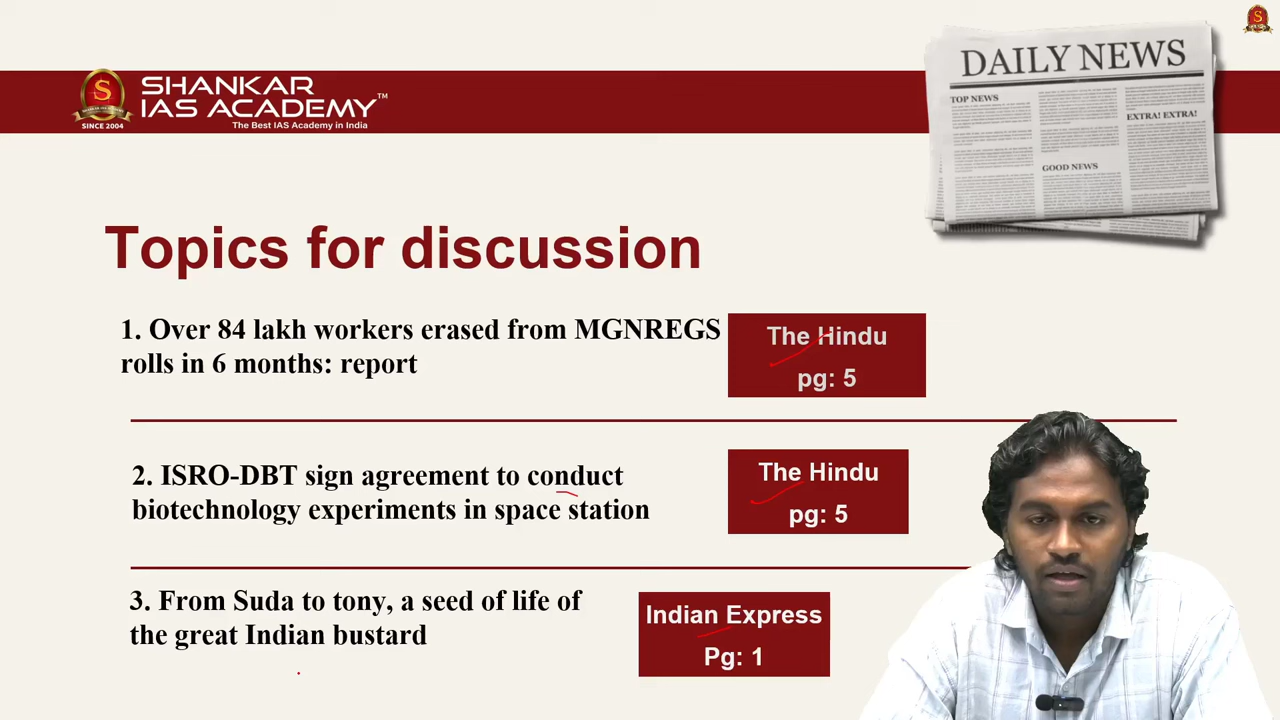 SHANKAR
IAS ACADEMY™
The Best IAS Academy in India
SINCE 2004
DAILY NEWS
TOP NEWS
EXTRA! EXTRA!
GOOD NEWS
Topics for discussion
1. Over 84 lakh workers erased from MGNREGS
rolls in 6 months: report
The Hindu
pg: 5
2. ISRO-DBT sign agreement to conduct
biotechnology experiments in space station
The Hindu
pg: 5
3. From Suda to tony, a seed of life of
the great Indian bustard
Indian Express
Pg: 1